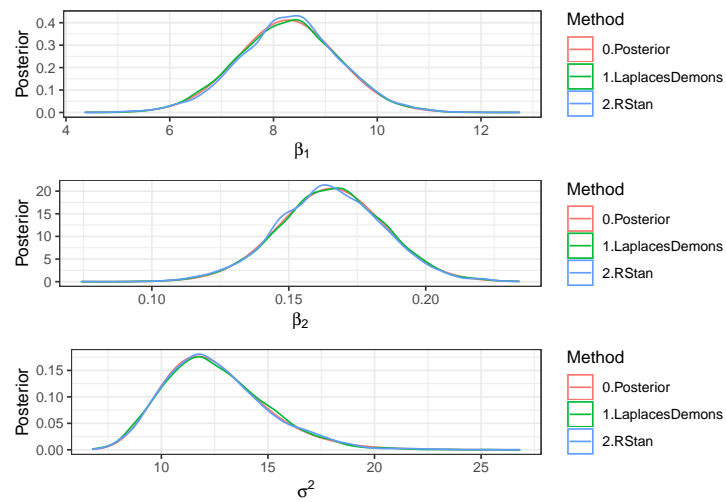 Posterior
0.4
0.3
0.2
0.1
0.0
4 6 8 10 12
β1
Method
0.Posterior
1.LaplacesDemons
2.RStan
Posterior
20
15
10
5
0
0.10 0.15 0.20
β2
Method
0.Posterior
1.LaplacesDemons
2.RStan
Posterior
0.15
0.10
0.05
0.00
10 15 20 25
σ2
Method
0.Posterior
1.LaplacesDemons
2.RStan